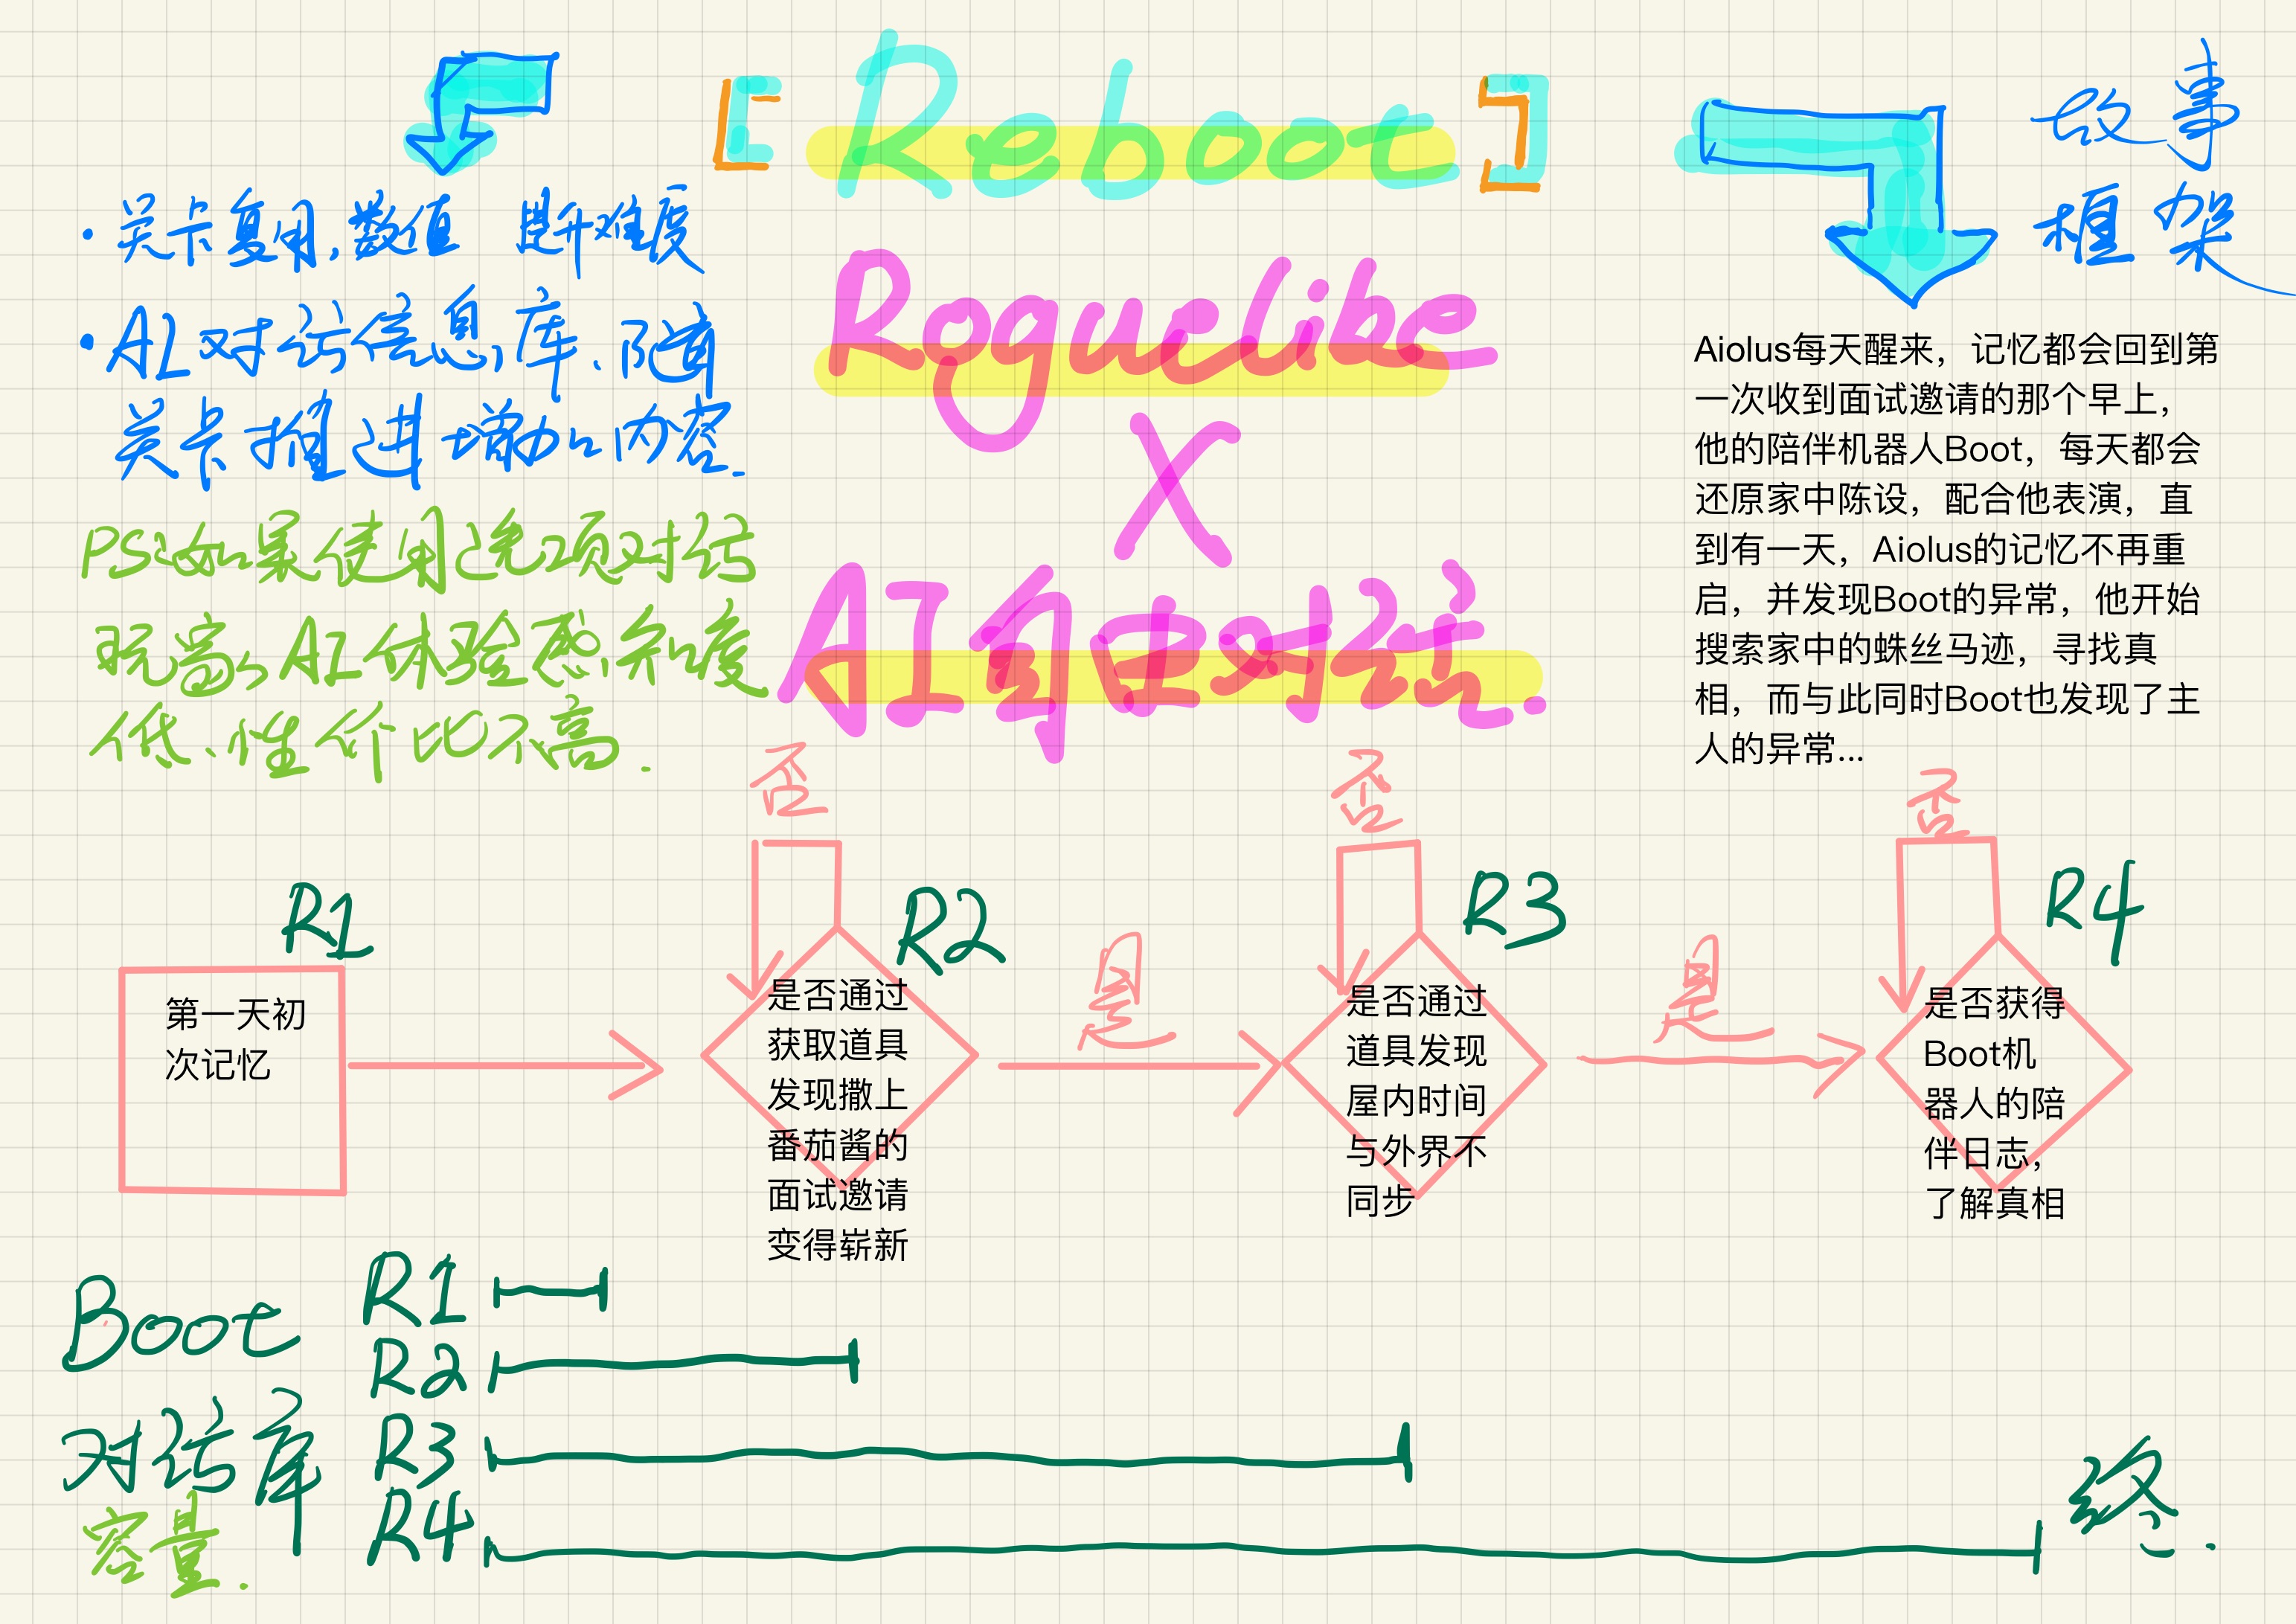 [Reboot]
Roguelike
X
AI自由对话.
·关卡复用,数值 提升难度
·AI对话信息库、随着
关卡推进增加内容.
PS:如果使用选项对话
玩家AI体验感知度
低、性价比不高.
故事
框架
Aiolus每天醒来，记忆都会回到第
一次收到面试邀请的那个早上，
他的陪伴机器人Boot，每天都会
还原家中陈设，配合他表演，直
到有一天，Aiolus的记忆不再重
启，并发现Boot的异常，他开始
搜索家中的蛛丝马迹，寻找真
相，而与此同时Boot也发现了主
人的异常...
R1
第一天初
次记忆
否
R2
是否通过
获取道具
发现撒上
番茄酱的
面试邀请
变得崭新
是
否
R3
是否通过
道具发现
屋内时间
与外界不
同步
是
否
R4
是否获得
Boot机
器人的陪
伴日志，
了解真相
Boot
对话库
容量.
R1
R2
R3
R4
终.